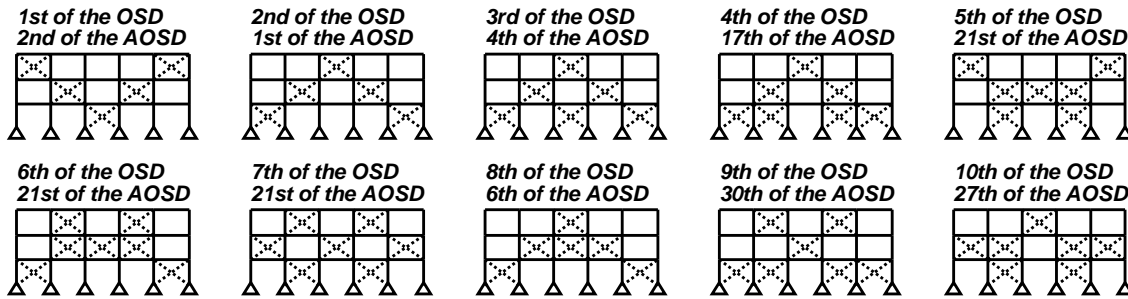 1st of the OSD
2nd of the AOSD
2nd of the OSD
1st of the AOSD
3rd of the OSD
4th of the AOSD
4th of the OSD
17th of the AOSD
5th of the OSD
21st of the AOSD
6th of the OSD
21st of the AOSD
7th of the OSD
21st of the AOSD
8th of the OSD
6th of the AOSD
9th of the OSD
30th of the AOSD
10th of the OSD
27th of the AOSD